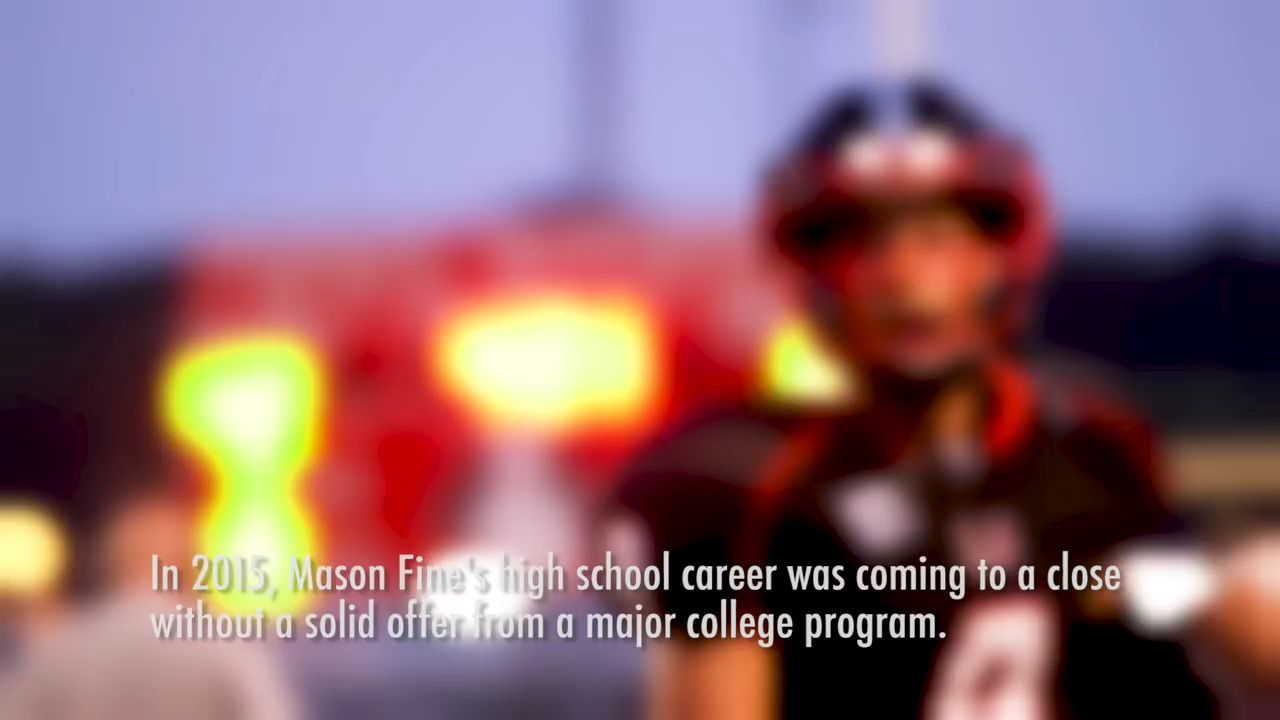 In 2015, Mason Fine's high school career was coming to a close
without a solid offer from a major college program.